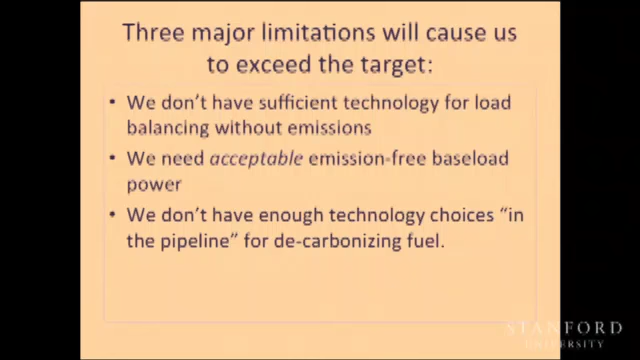 Three major limitations will cause us
to exceed the target:
• We don't have sufficient technology for load
balancing without emissions
• We need acceptable emission-free baseload
power
• We don't have enough technology choices "in
the pipeline" for de-carbonizing fuel.
STANFORD
UNIVERSITY